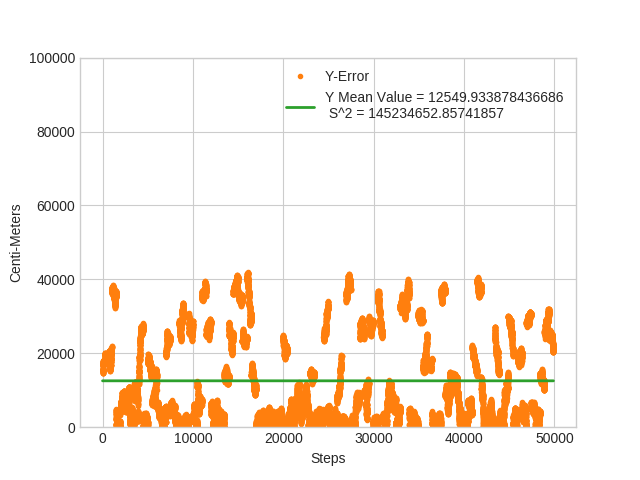 100000
80000
60000
40000
20000
0
Centi-Meters
Y-Error
Y Mean Value = 12549.933878436686
S^2 = 145234652.85741857
0 10000 20000 30000 40000 50000
Steps